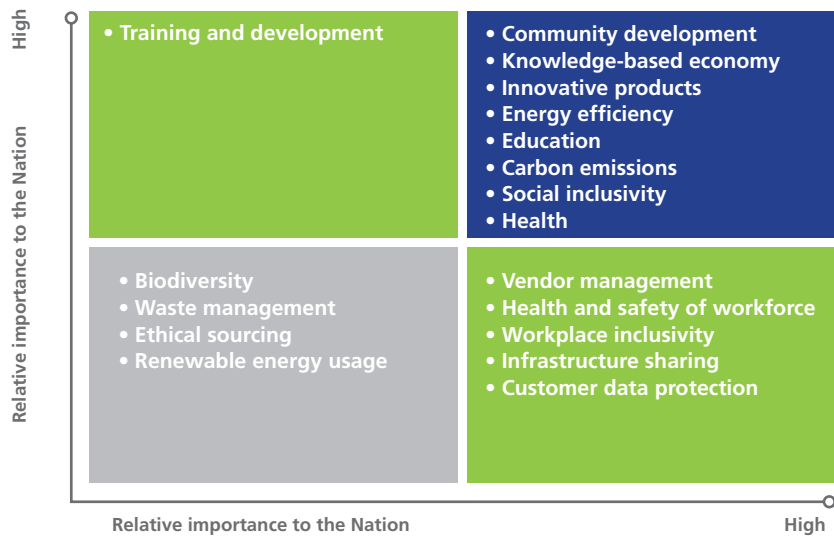 High
Relative importance to the Nation
• Training and development
• Community development
• Knowledge-based economy
• Innovative products
• Energy efficiency
• Education
• Carbon emissions
• Social inclusivity
• Health
• Biodiversity
• Waste management
• Ethical sourcing
• Renewable energy usage
• Vendor management
• Health and safety of workforce
• Workplace inclusivity
• Infrastructure sharing
• Customer data protection
Relative importance to the Nation
High